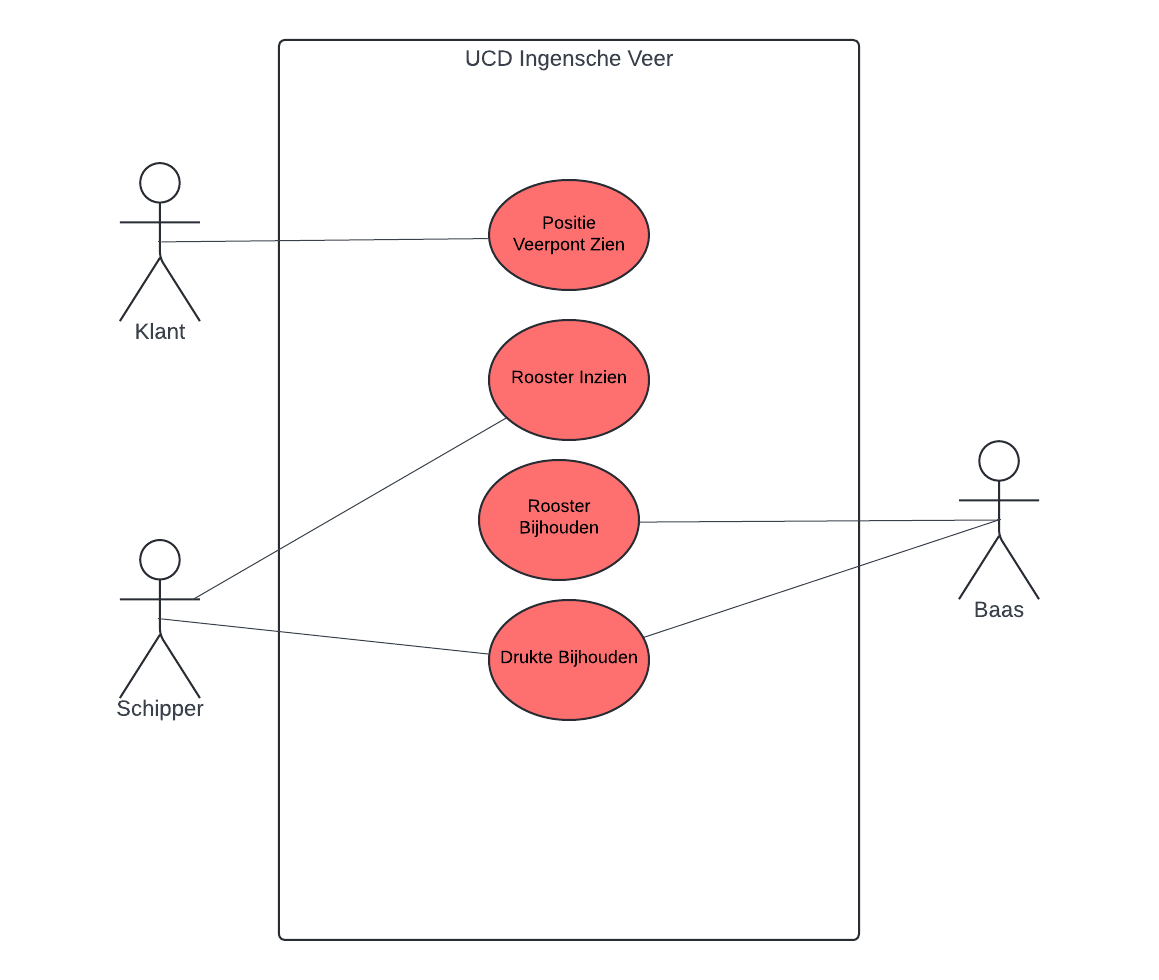 UCD Ingensche Veer
Positie
Veerpont Zien
Klant
Rooster Inzien
Rooster
Bijhouden
Baas
Drukte Bijhouden
Schipper